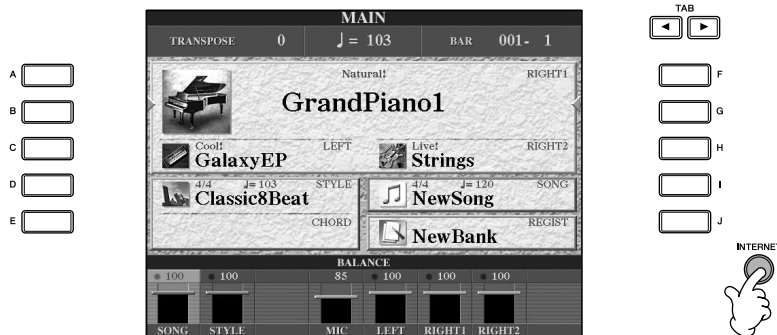 MAIN
TAB
TRANSPOSE 0 ♩= 103 BAR 001- 1
A
F
Natural! RIGHT1
GrandPiano1
B
G
Cool! LEFT Live! RIGHT2
GalaxyEP Strings
C
H
4/4 ♩= 103 STYLE 4/4 ♩= 120 SONG
Classic8Beat NewSong
D
I
CHORD REGIST
NewBank
E
J
INTERNET
BALANCE
100 100 85 100 100 100
SONG STYLE MIC LEFT RIGHT1 RIGHT2